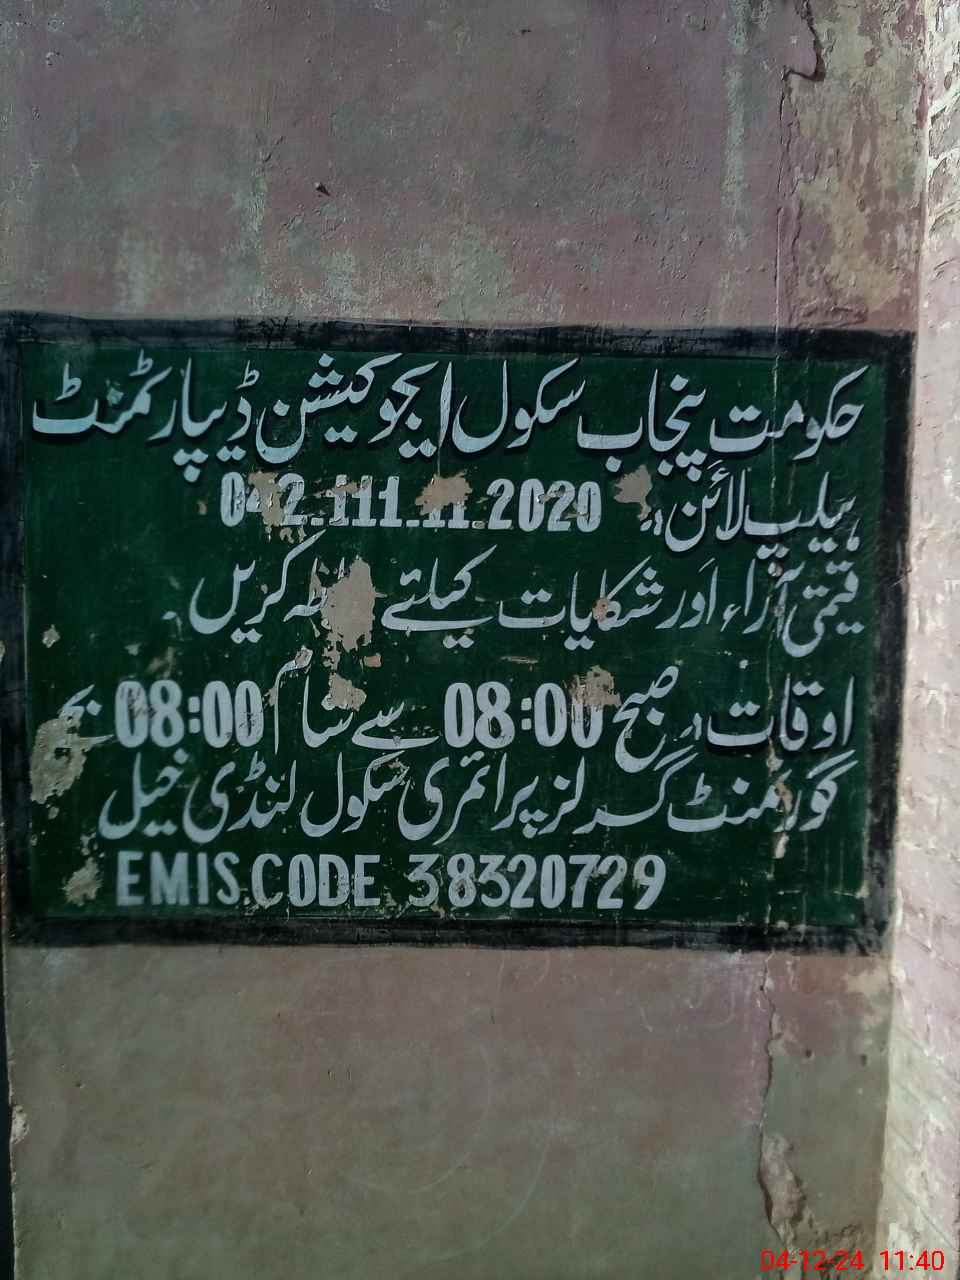 حکومت پنجاب سکول ایجوکیشن ڈیپارٹمنٹ
ہیلپ لائن: 042.111.11.2020
قیمتی آراء اور شکایات کیلئے کریں
اوقات: صبح 08:00 سے شام 08:00 بجے
گورنمنٹ گرلز پرائمری سکول لنڈی خیل
EMIS.CODE 38320729
04-12-24 11:40